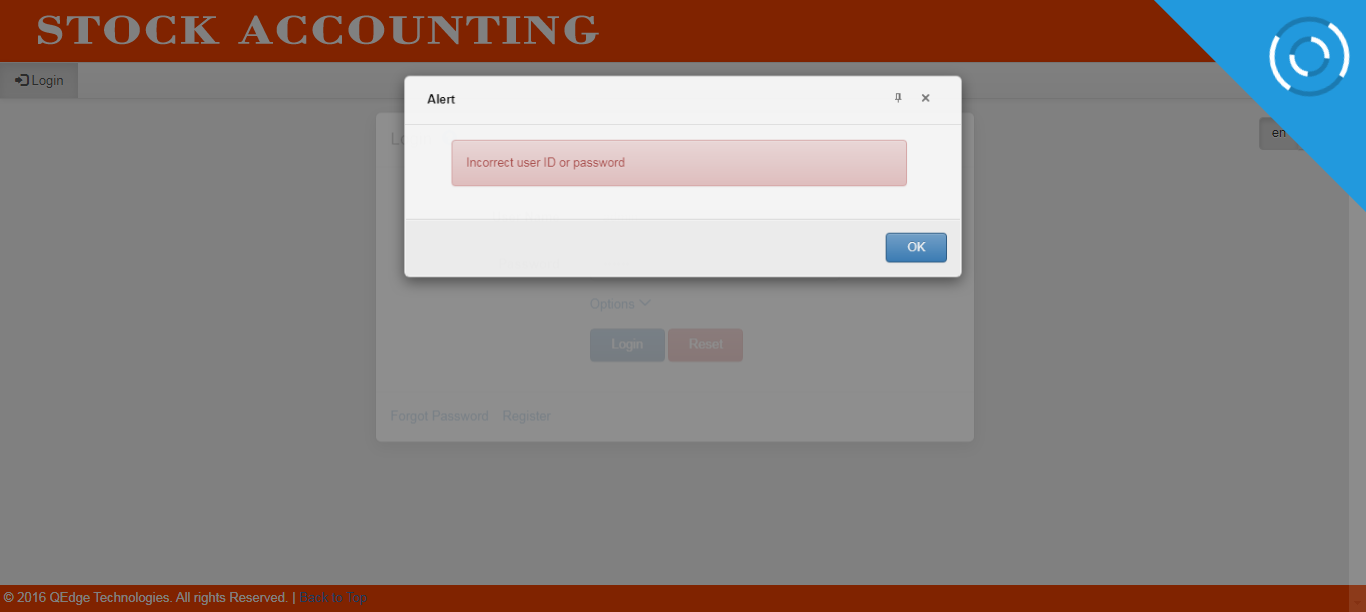 STOCK ACCOUNTING
Login
Alert
Incorrect user ID or password
en
OK
Options
Login Reset
Forgot Password Register
© 2016 QEdge Technologies. All rights Reserved. | Back to Top